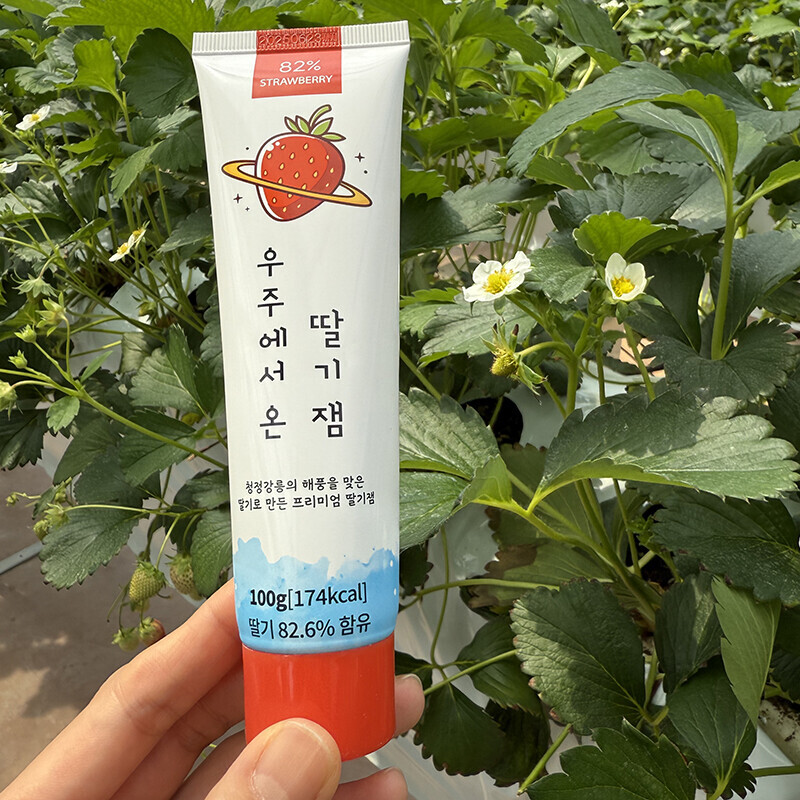 20260623
82%
STRAWBERRY
우주에서온
딸기잼
청정강릉의 해풍을 맞은
딸기로 만든 프리미엄 딸기잼
100g[174kcal]
딸기 82.6% 함유